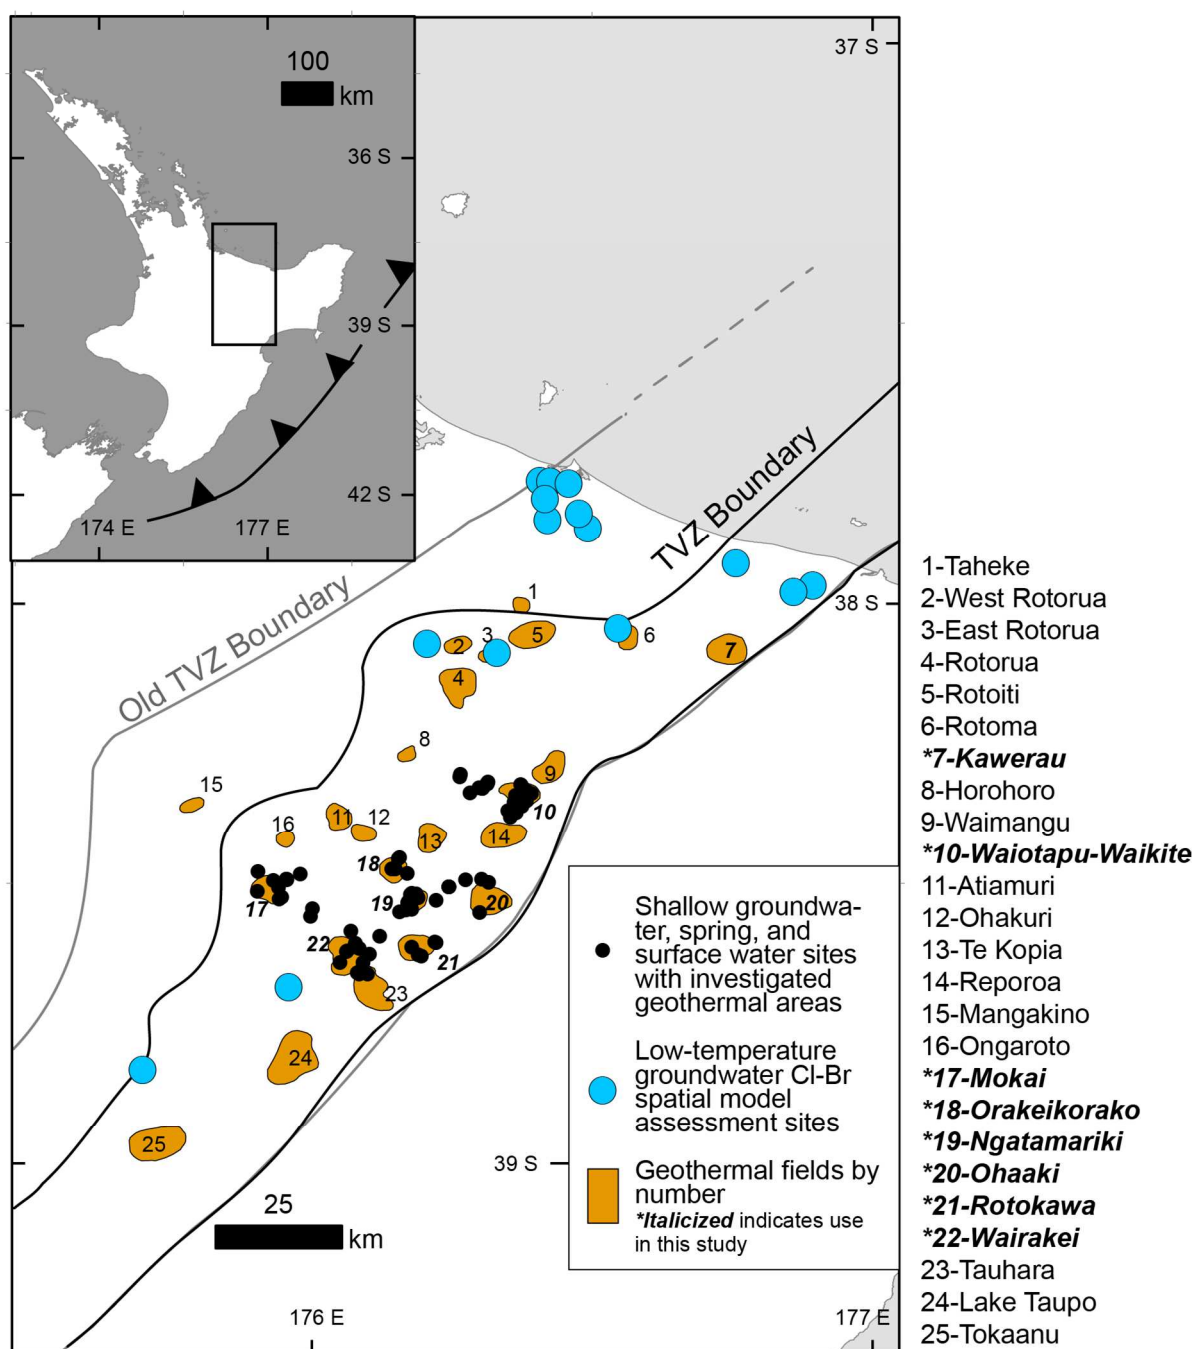 100
km
36 S
39 S
42 S
174 E
177 E
37 S
TVZ Boundary
Old TVZ Boundary
38 S
1
2
3
5
6
7
4
8
9
10
15
16
11
12
13
14
18
17
19
20
22
21
23
24
25
39 S
25
km
176 E
177 E
Shallow groundwa-
ter, spring, and
surface water sites
with investigated
geothermal areas
Low-temperature
groundwater Cl-Br
spatial model
assessment sites
Geothermal fields by
number
*Italicized indicates use
in this study
1-Taheke
2-West Rotorua
3-East Rotorua
4-Rotorua
5-Rotoiti
6-Rotoma
*7-Kawerau
8-Horohoro
9-Waimangu
*10-Waiotapu-Waikite
11-Atiamuri
12-Ohakuri
13-Te Kopia
14-Reporoa
15-Mangakino
16-Ongaroto
*17-Mokai
*18-Orakeikorako
*19-Ngatamariki
*20-Ohaaki
*21-Rotokawa
*22-Wairakei
23-Tauhara
24-Lake Taupo
25-Tokaanu